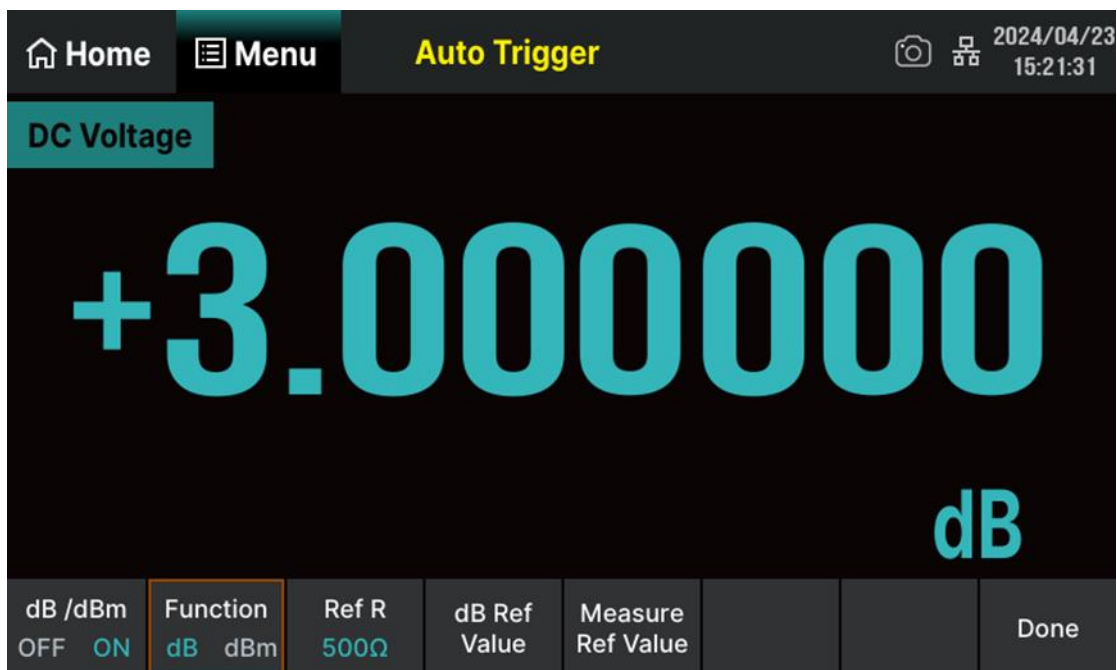 Home Menu Auto Trigger 2024/04/23
15:21:31
DC Voltage
+3.000000
dB
dB /dBm
OFF ON
Function
dB dBm
Ref R
500Ω
dB Ref
Value
Measure
Ref Value
Done